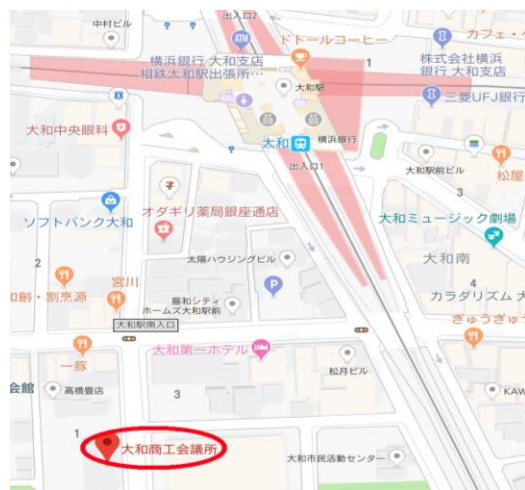 中村ビル
出入口2
ATM
ドトールコーヒー
カフェ・
1
横浜銀行 大和支店
相鉄大和駅出張所…
株式会社横浜
銀行 大和支店
大和駅
三菱UFJ銀行
大和中央眼科
大和
横浜銀行
出入口1
大和駅前ビル
松屋
3
オダギリ薬局銀座通店
ソフトバンク大和
大和ミュージック劇場
2
太陽ハウジングビル
大和南
宮川
和創・割烹源
藤和シティ
ホームズ大和駅前
P
4
カラダリズム 大
大和駅南入口
ぎゅうぎゅう
一豚
大和第一ホテル
松月ビル
会館
高橋畳店
3
KAW
1
大和商工会議所
大和市民活動センター